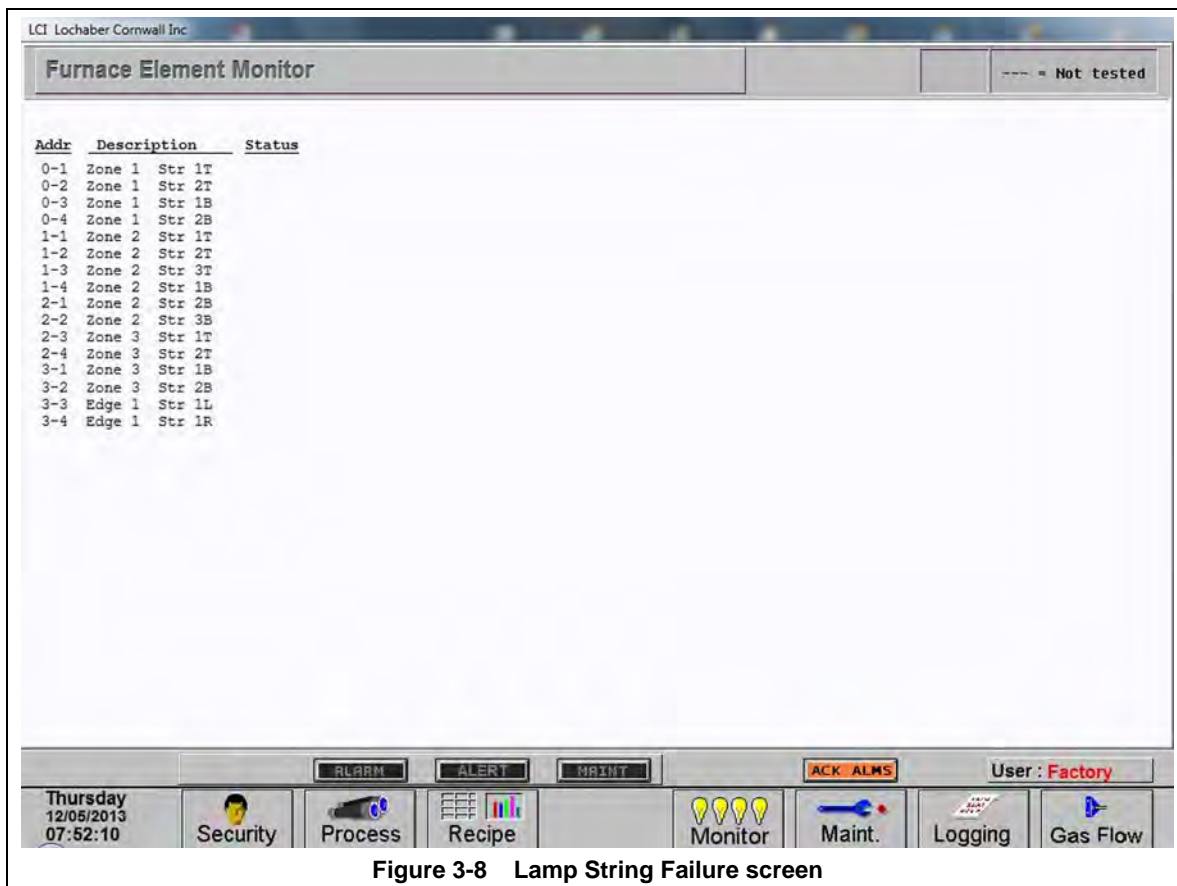 LCI Lochaber Cornwall Inc
Furnace Element Monitor
--- = Not tested
Addr Description Status
0-1 Zone 1 Str 1T
0-2 Zone 1 Str 2T
0-3 Zone 1 Str 1B
0-4 Zone 1 Str 2B
1-1 Zone 2 Str 1T
1-2 Zone 2 Str 2T
1-3 Zone 2 Str 3T
1-4 Zone 2 Str 1B
2-1 Zone 2 Str 2B
2-2 Zone 2 Str 3B
2-3 Zone 3 Str 1T
2-4 Zone 3 Str 2T
3-1 Zone 3 Str 1B
3-2 Zone 3 Str 2B
3-3 Edge 1 Str 1L
3-4 Edge 1 Str 1R
ALARM ALERT MAINT ACK ALMS User : Factory
Thursday
12/05/2013
07:52:10
Security Process Recipe Monitor Maint. Logging Gas Flow
Figure 3-8 Lamp String Failure screen